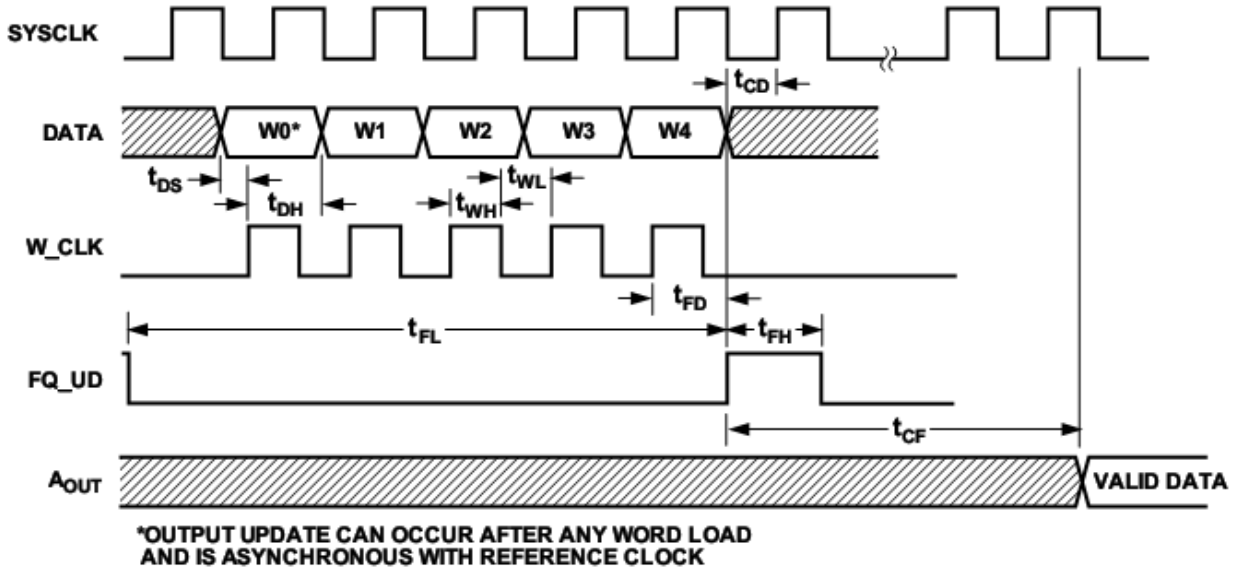 SYSCLK
tCD
DATA
W0* W1 W2 W3 W4
tDS
tDH
tWH
tWL
W_CLK
tFD
tFL
tFH
FQ_UD
tCF
AOUT
VALID DATA
*OUTPUT UPDATE CAN OCCUR AFTER ANY WORD LOAD
AND IS ASYNCHRONOUS WITH REFERENCE CLOCK